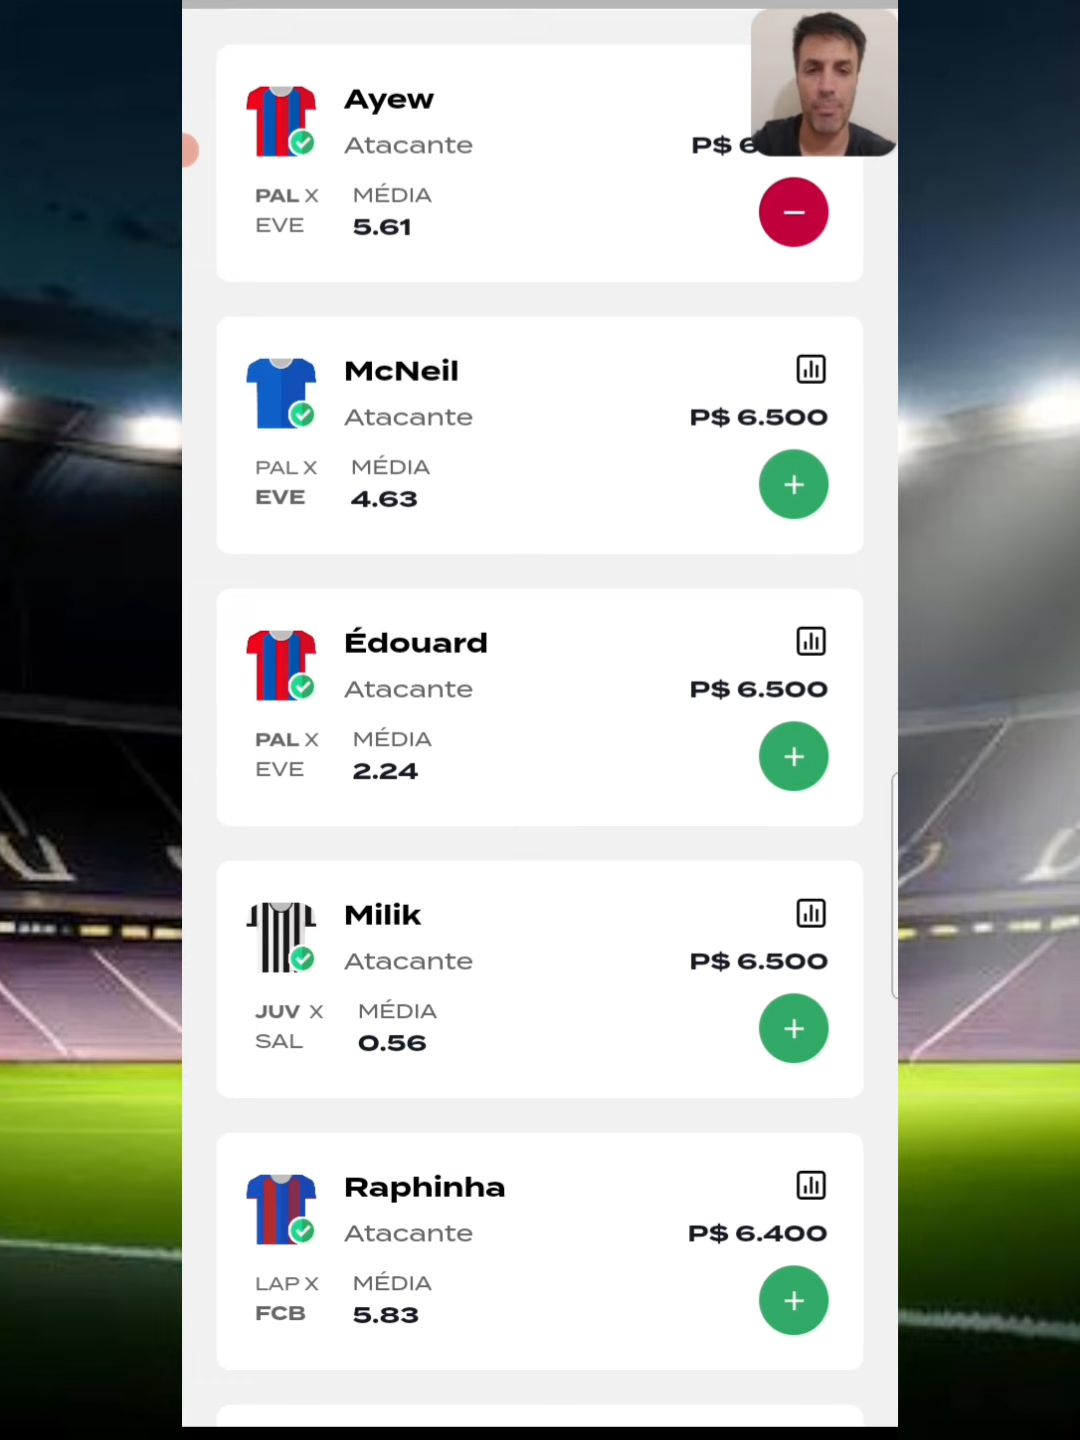 Ayew
Atacante
P$ 6
PAL X
MÉDIA
EVE
5.61
McNeil
Atacante
P$ 6.500
PAL X
MÉDIA
EVE
4.63
Édouard
Atacante
P$ 6.500
PAL X
MÉDIA
EVE
2.24
Milik
Atacante
P$ 6.500
JUV X
MÉDIA
SAL
0.56
Raphinha
Atacante
P$ 6.400
LAP X
MÉDIA
FCB
5.83